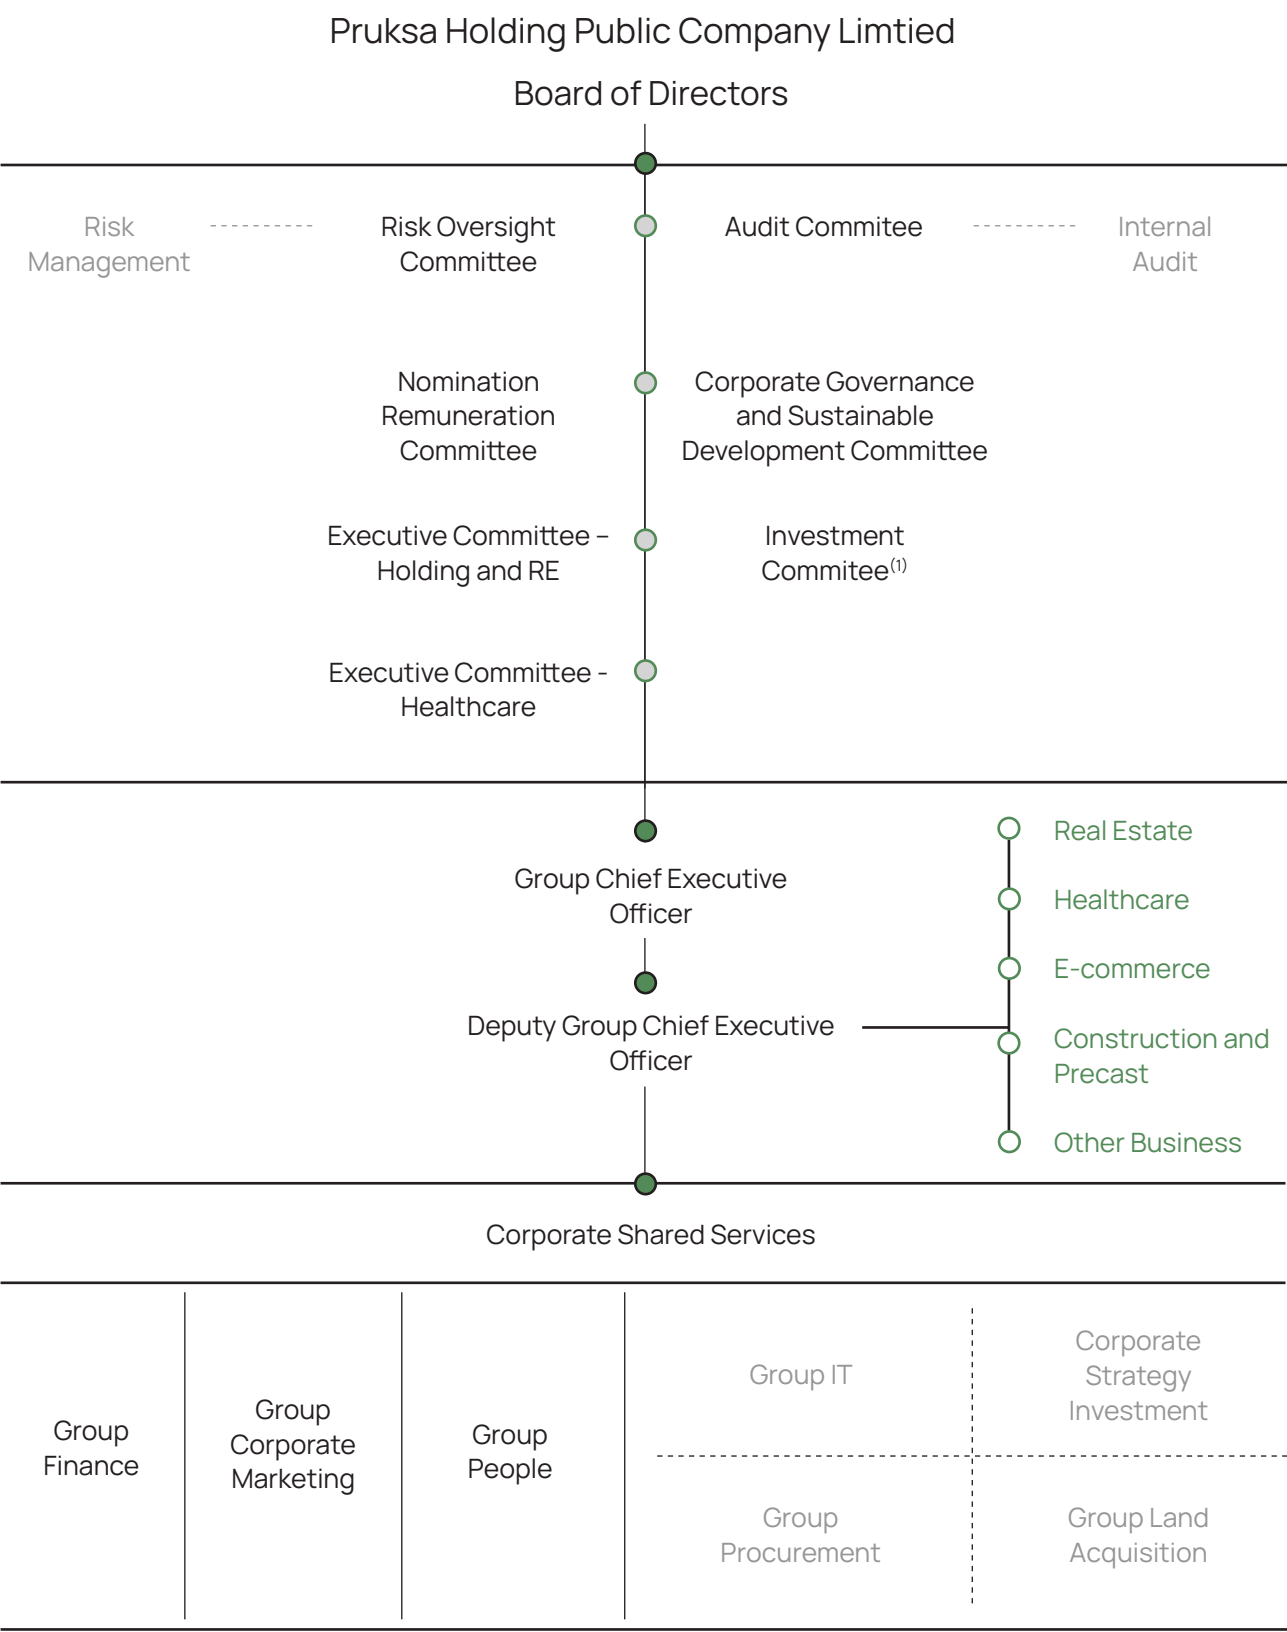 Pruksa Holding Public Company Limtied
Board of Directors
Risk
Management
Risk Oversight
Committee
Audit Commitee
Internal
Audit
Nomination
Remuneration
Committee
Corporate Governance
and Sustainable
Development Committee
Executive Committee –
Holding and RE
Investment
Commitee(1)
Executive Committee -
Healthcare
Group Chief Executive
Officer
Deputy Group Chief Executive
Officer
Real Estate
Healthcare
E-commerce
Construction and
Precast
Other Business
Corporate Shared Services
Group
Finance
Group
Corporate
Marketing
Group
People
Group IT
Corporate
Strategy
Investment
Group
Procurement
Group Land
Acquisition